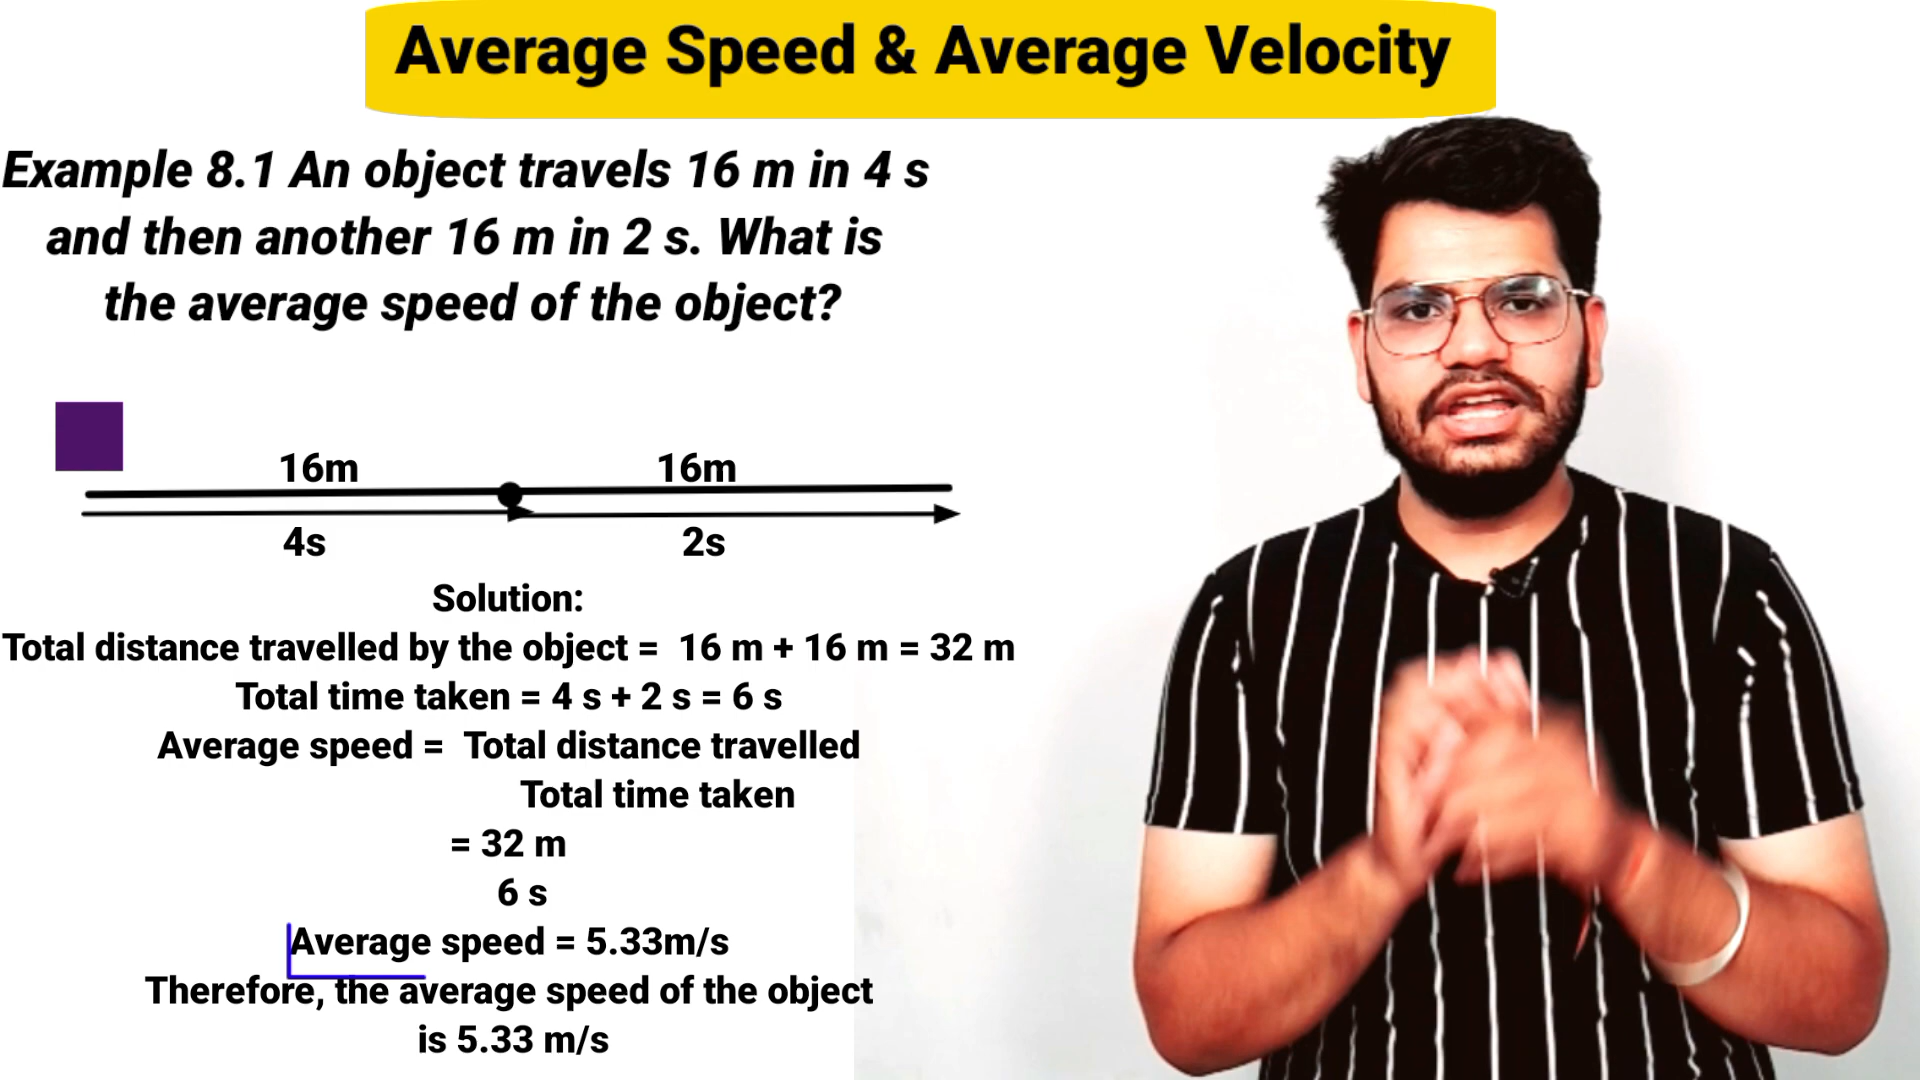 Average Speed & Average Velocity
Example 8.1 An object travels 16 m in 4 s
and then another 16 m in 2 s. What is
the average speed of the object?
16m 16m
4s 2s
Solution:
Total distance travelled by the object = 16 m + 16 m = 32 m
Total time taken = 4 s + 2 s = 6 s
Average speed = Total distance travelled
Total time taken
= 32 m
6 s
Average speed = 5.33m/s
Therefore, the average speed of the object
is 5.33 m/s